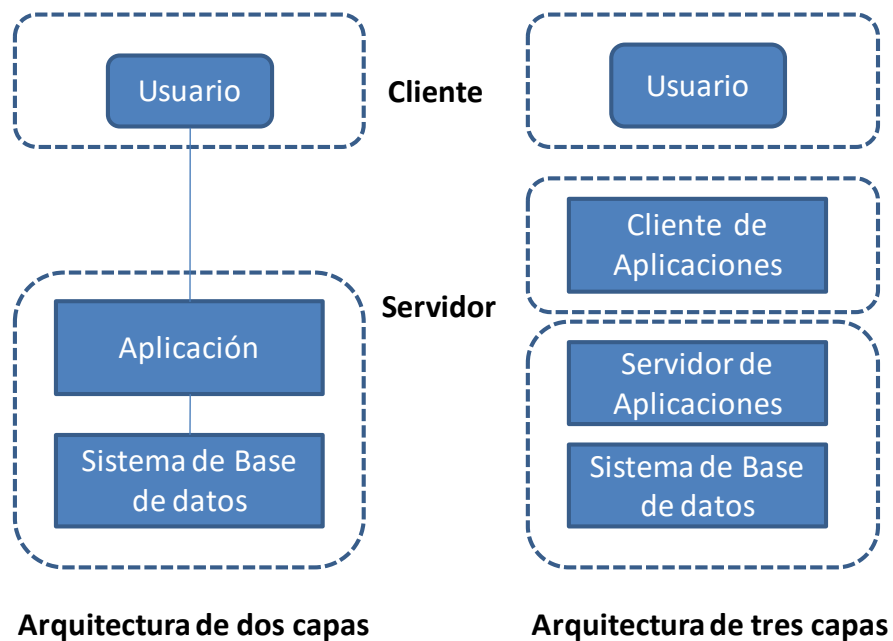 Usuario
Cliente
Usuario
Cliente de
Aplicaciones
Servidor
Aplicación
Servidor de
Aplicaciones
Sistema de Base
de datos
Sistema de Base
de datos
Arquitectura de dos capas
Arquitectura de tres capas